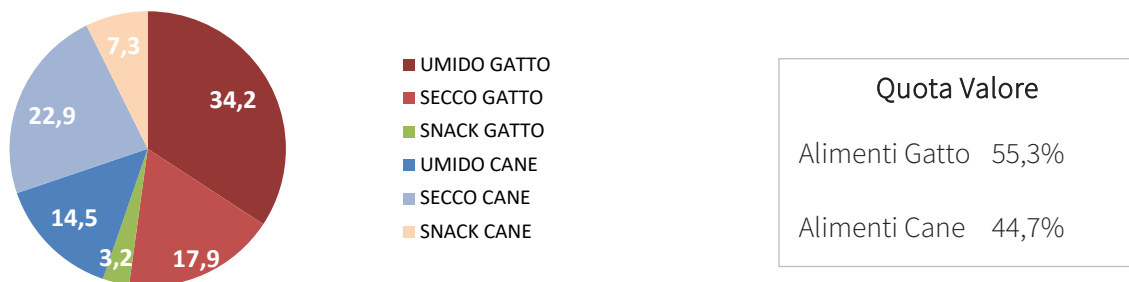 7,3
34,2
22,9
14,5
3,2
17,9
UMIDO GATTO
SECCO GATTO
SNACK GATTO
UMIDO CANE
SECCO CANE
SNACK CANE
Quota Valore
Alimenti Gatto 55,3%
Alimenti Cane 44,7%